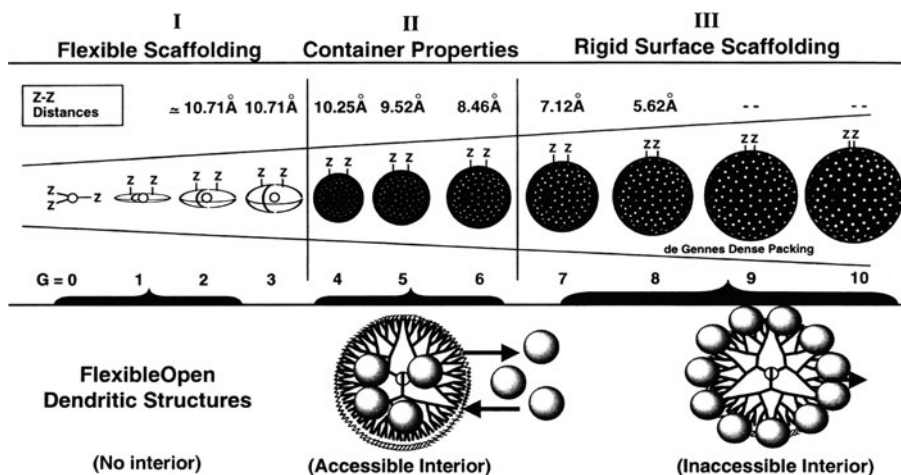 I
II
III
Flexible Scaffolding
Container Properties
Rigid Surface Scaffolding
Z-Z
Distances
≃ 10.71Å 10.71Å 10.25Å 9.52Å 8.46Å 7.12Å 5.62Å -- --
Z Z Z
Z Z
Z Z
Z Z
Z Z
Z Z
Z Z
Z Z
Z Z
Z Z
Z Z
de Gennes Dense Packing
G = 0 1 2 3 4 5 6 7 8 9 10
FlexibleOpen
Dendritic Structures
(No interior)
(Accessible Interior)
(Inaccessible Interior)